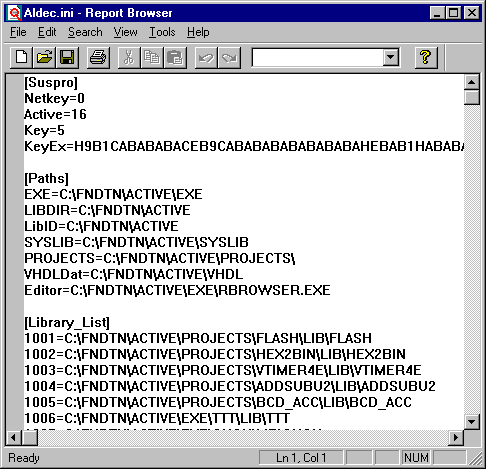 Aldec.ini - Report Browser
File Edit Search View Tools Help
[Suspro]
Netkey=0
Active=16
Key=5
[Paths]
EXE=C:\FNDTN\ACTIVE\EXE
LIBDIR=C:\FNDTN\ACTIVE
LibID=C:\FNDTN\ACTIVE
SYSLIB=C:\FNDTN\ACTIVE\SYSLIB
PROJECTS=C:\FNDTN\ACTIVE\PROJECTS\
VHDLDat=C:\FNDTN\ACTIVE\VHDL
Editor=C:\FNDTN\ACTIVE\EXE\RBROWSER.EXE
[Library_List]
1001=C:\FNDTN\ACTIVE\PROJECTS\FLASH\LIB\FLASH
1002=C:\FNDTN\ACTIVE\PROJECTS\HEX2BIN\LIB\HEX2BIN
1003=C:\FNDTN\ACTIVE\PROJECTS\VTIMER4E\LIB\VTIMER4E
1004=C:\FNDTN\ACTIVE\PROJECTS\ADDSUBU2\LIB\ADDSUBU2
1005=C:\FNDTN\ACTIVE\PROJECTS\BCD_ACC\LIB\BCD_ACC
1006=C:\FNDTN\ACTIVE\EXE\TTT\LIB\TTT
Ready Ln 1, Col 1 NUM